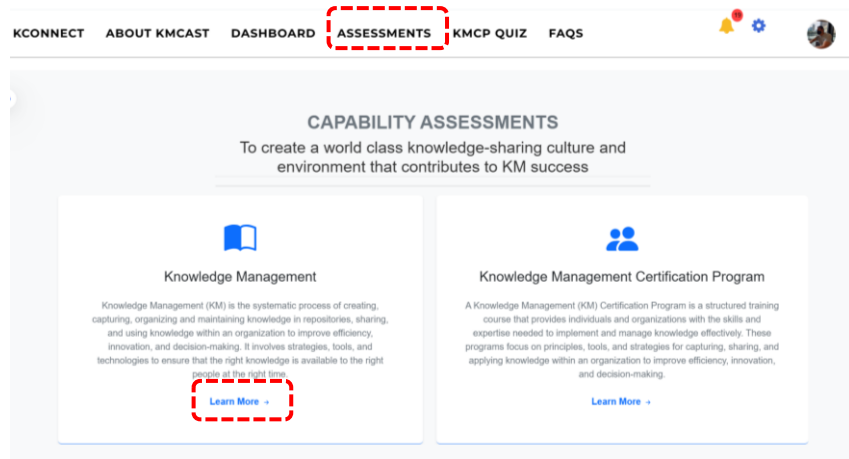 KCONNECT ABOUT KMCAST DASHBOARD ASSESSMENTS KMCP QUIZ FAQS
CAPABILITY ASSESSMENTS
To create a world class knowledge-sharing culture and
environment that contributes to KM success
Knowledge Management
Knowledge Management (KM) is the systematic process of creating,
capturing, organizing and maintaining knowledge in repositories, sharing,
and using knowledge within an organization to improve efficiency,
innovation, and decision-making. It involves strategies, tools, and
technologies to ensure that the right knowledge is available to the right
people at the right time.
Learn More →
Knowledge Management Certification Program
A Knowledge Management (KM) Certification Program is a structured training
course that provides individuals and organizations with the skills and
expertise needed to implement and manage knowledge effectively. These
programs focus on principles, tools, and strategies for capturing, sharing, and
applying knowledge within an organization to improve efficiency, innovation,
and decision-making.
Learn More →